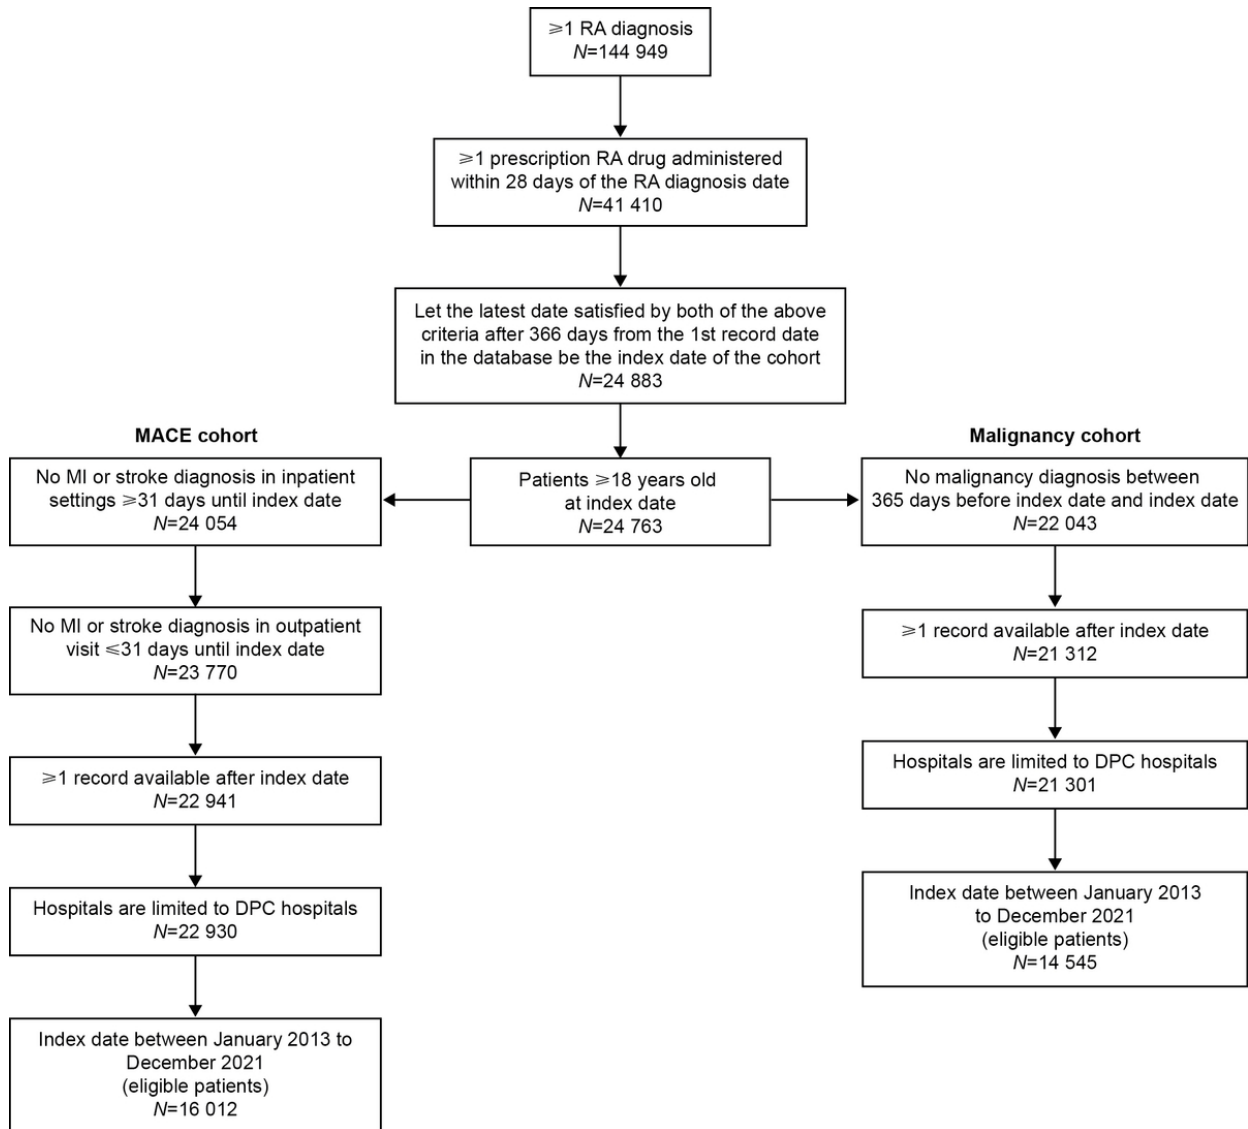 ⩾1 RA diagnosis
N=144 949
⩾1 prescription RA drug administered
within 28 days of the RA diagnosis date
N=41 410
Let the latest date satisfied by both of the above
criteria after 366 days from the 1st record date
in the database be the index date of the cohort
N=24 883
Patients ⩾18 years old
at index date
N=24 763
MACE cohort
No MI or stroke diagnosis in inpatient
settings ⩾31 days until index date
N=24 054
No MI or stroke diagnosis in outpatient
visit ⩽31 days until index date
N=23 770
⩾1 record available after index date
N=22 941
Hospitals are limited to DPC hospitals
N=22 930
Index date between January 2013 to
December 2021
(eligible patients)
N=16 012
Malignancy cohort
No malignancy diagnosis between
365 days before index date and index date
N=22 043
⩾1 record available after index date
N=21 312
Hospitals are limited to DPC hospitals
N=21 301
Index date between January 2013
to December 2021
(eligible patients)
N=14 545